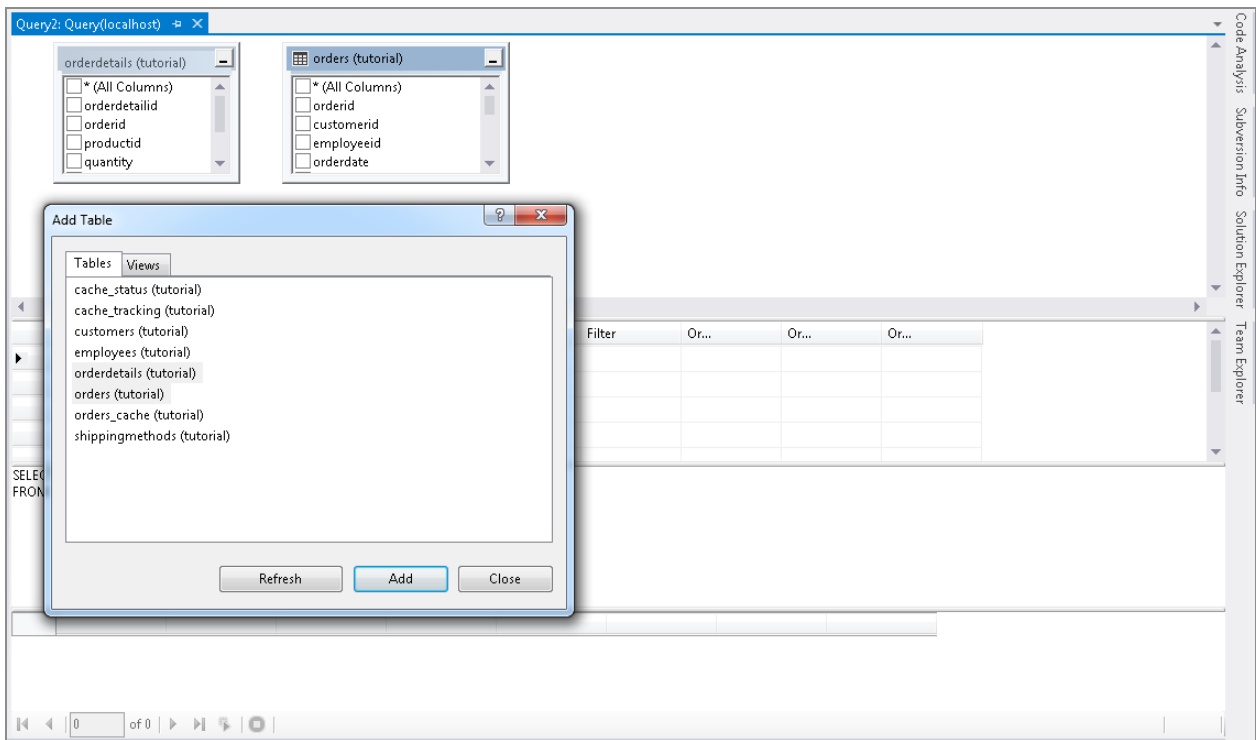 Query2: Query(localhost)
orderdetails (tutorial)
* (All Columns)
orderdetailid
orderid
productid
quantity
orders (tutorial)
* (All Columns)
orderid
customerid
employeeid
orderdate
Add Table
Tables Views
cache_status (tutorial)
cache_tracking (tutorial)
customers (tutorial)
employees (tutorial)
orderdetails (tutorial)
orders (tutorial)
orders_cache (tutorial)
shippingmethods (tutorial)
Refresh Add Close
Filter Or... Or... Or...
SELEC
FROM
0 of 0
Code Analysis
Subversion Info
Solution Explorer
Team Explorer